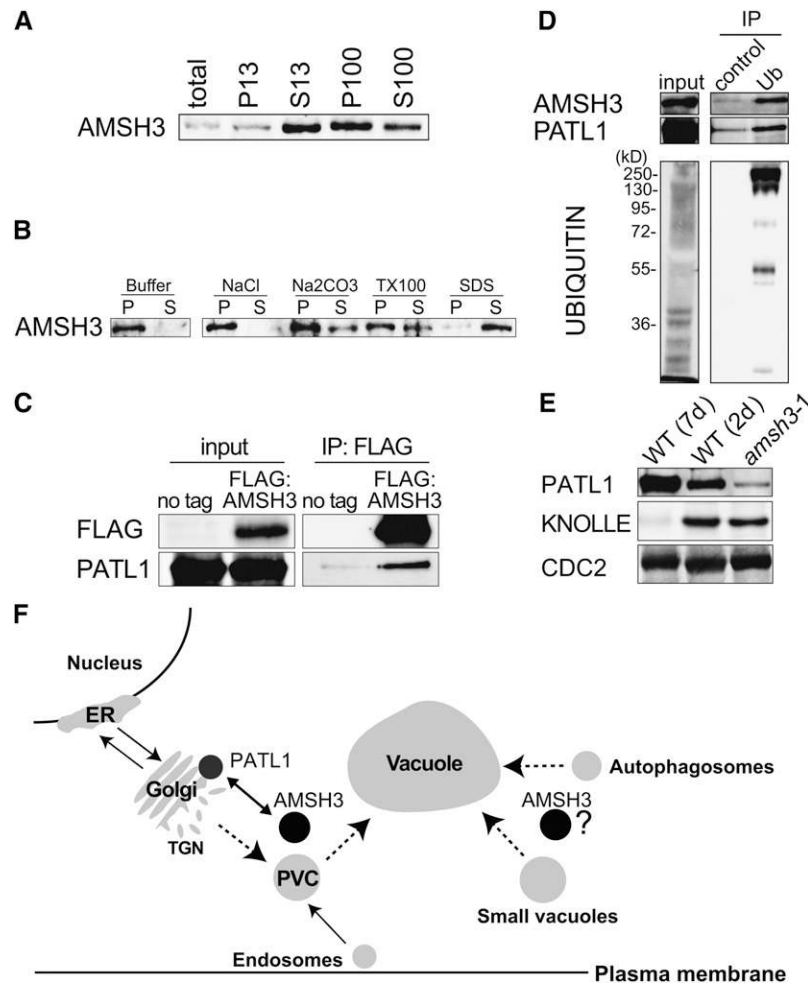 A
total P13 S13 P100 S100
AMSH3
B
Buffer NaCl Na2CO3 TX100 SDS
P S P S P S P S P S
AMSH3
C
input IP: FLAG
no tag FLAG:AMSH3 no tag FLAG:AMSH3
FLAG
PATL1
D
IP
input control Ub
AMSH3
PATL1
(kD)
250-
130-
95-
72-
55-
36-
UBIQUITIN
E
WT (7d) WT (2d) amsh3-1
PATL1
KNOLLE
CDC2
F
Nucleus
ER
PATL1
Golgi
AMSH3
TGN
PVC
Endosomes
Vacuole
Autophagosomes
AMSH3
?
Small vacuoles
Plasma membrane